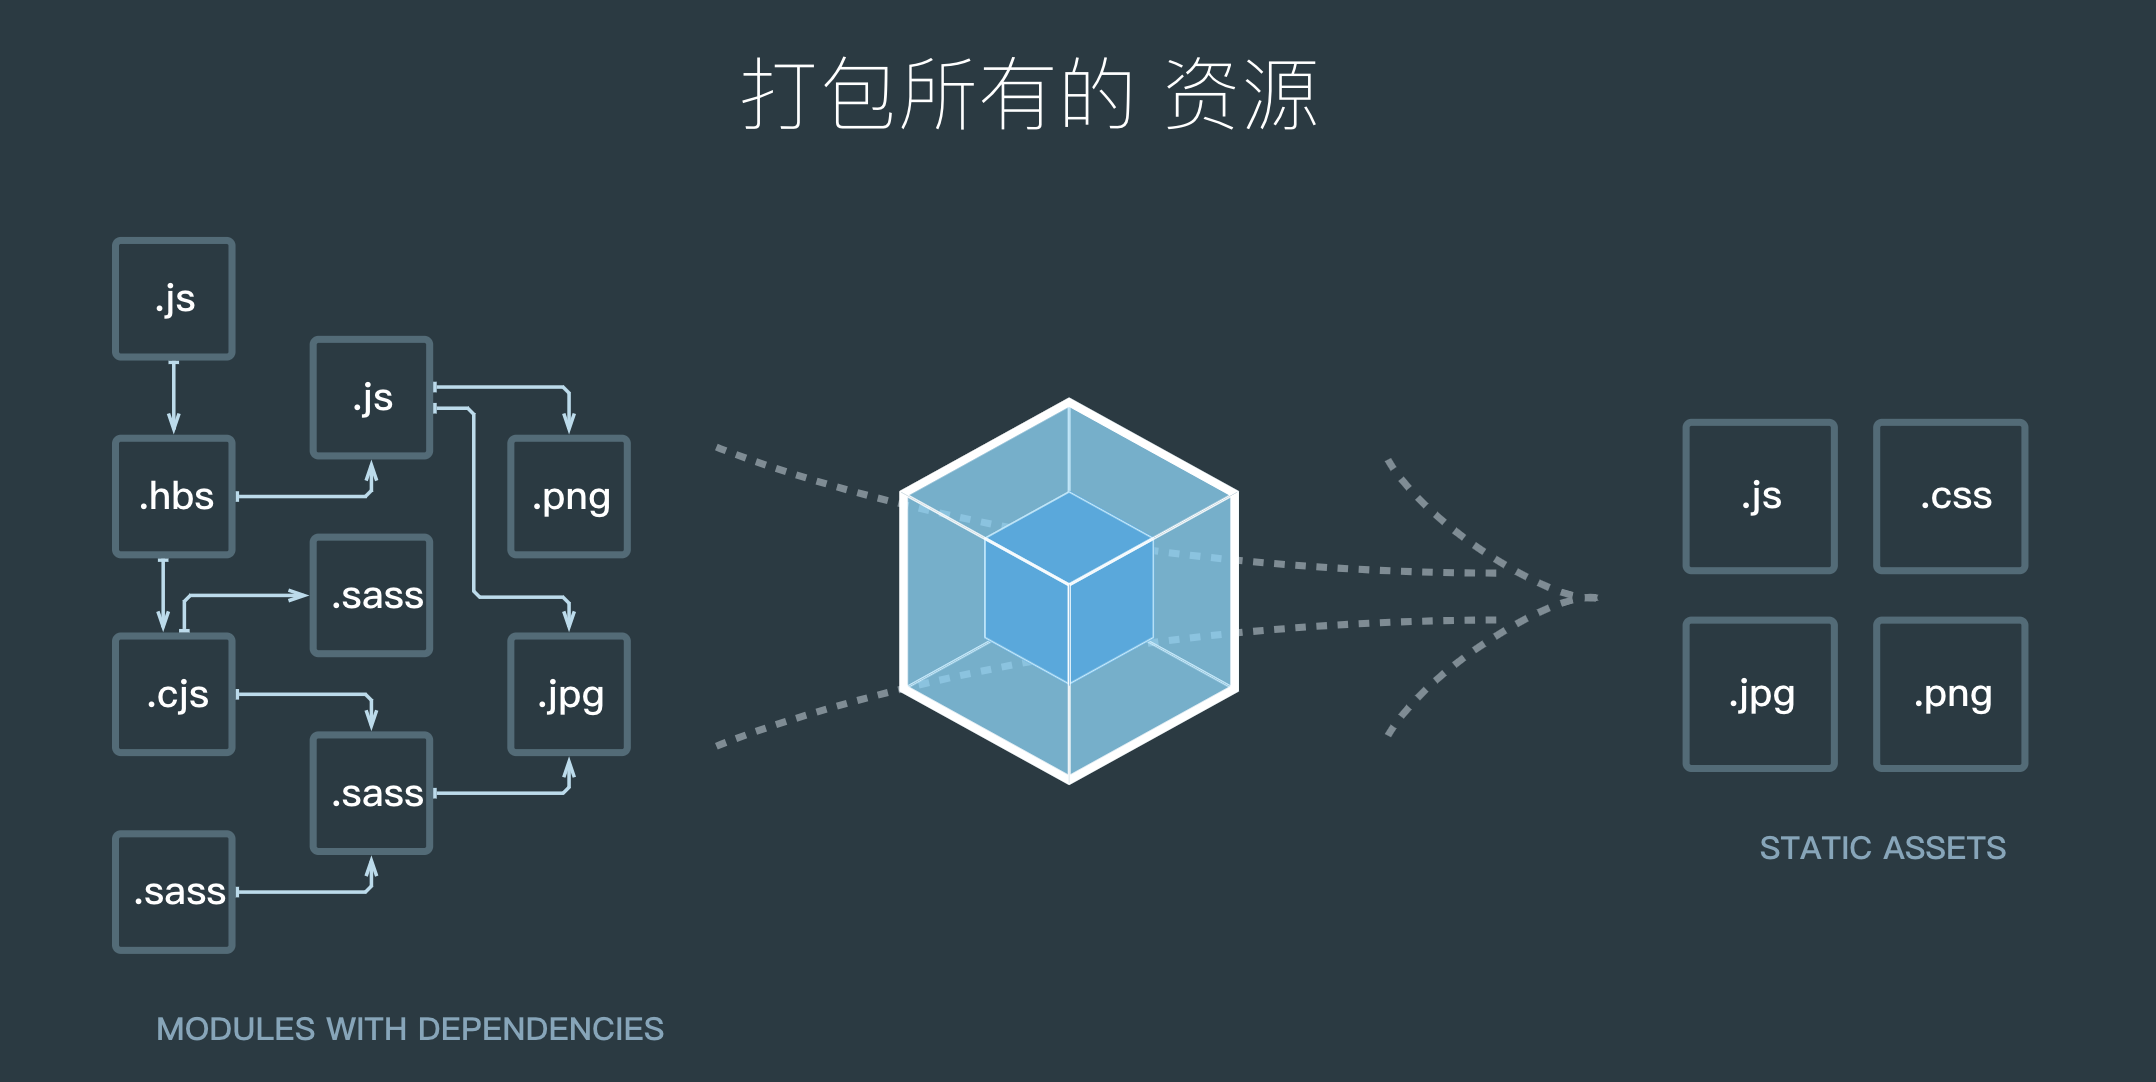 打包所有的 资源
.js
.js
.hbs
.png
.sass
.cjs
.jpg
.sass
.sass
MODULES WITH DEPENDENCIES
.js
.css
.jpg
.png
STATIC ASSETS